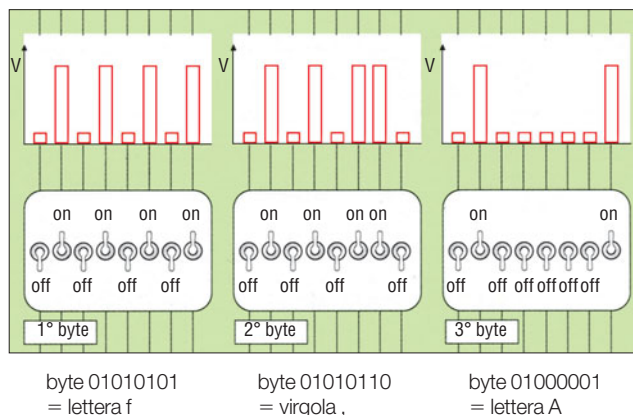 V V V
on on on on
off off off off
1° byte
on on on on
off off off off
2° byte
on on
off off off off off off
3° byte
byte 01010101
= lettera f
byte 01010110
= virgola ,
byte 01000001
= lettera A